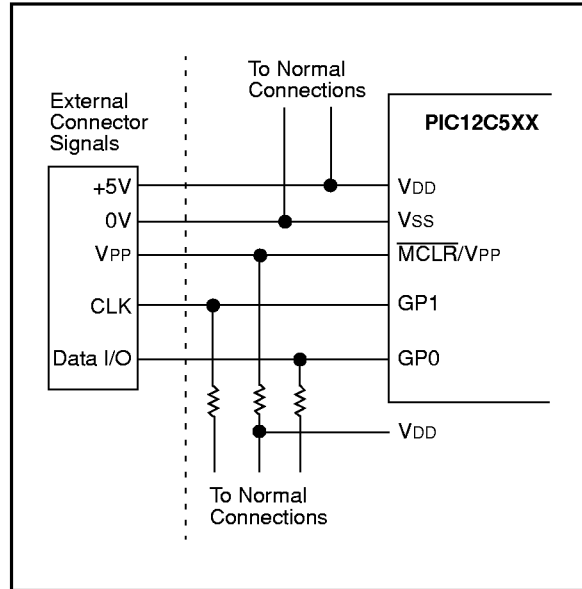 To Normal
Connections
External
Connector
Signals
PIC12C5XX
+5V
VDD
0V
VSS
VPP
MCLR/VPP
CLK
GP1
Data I/O
GP0
VDD
To Normal
Connections